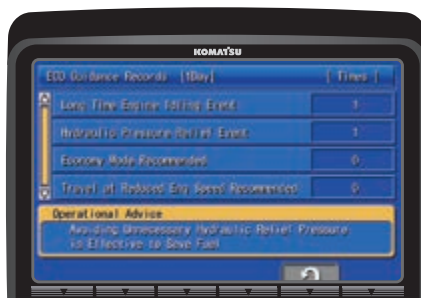 KOMATSU
ECO Guidance Records [1Day] [ Times ]
Long Time Engine Idling Event 1
Hydraulic Pressure Relief Event 1
Economy Mode Recommended 0
Travel at Reduced Eng Speed Recommended 0
Operational Advice
Avoiding Unnecessary Hydraulic Relief Pressure
is Effective to Save Fuel